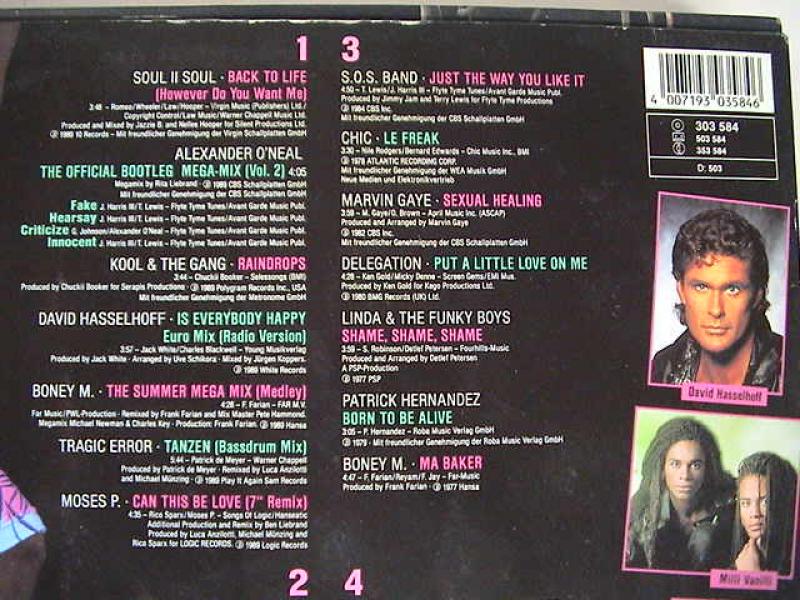 1
SOUL II SOUL · BACK TO LIFE
(However Do You Want Me)
3:48 – Romeo/Wheeler/Law/Hooper – Virgin Music (Publishers) Ltd./
Copyright Control/Law Music/Warner Chappell Music Ltd.
Produced and Mixed by Jazzie B. and Nellee Hooper for Silent Productions Ltd.
Ⓟ 1989 10 Records – Mit freundlicher Genehmigung der Virgin Schallplatten GmbH
ALEXANDER O'NEAL
THE OFFICIAL BOOTLEG MEGA-MIX (Vol. 2) 4:05
Megamix by Rita Liebrand · Ⓟ 1989 CBS Schallplatten GmbH
Mit freundlicher Genehmigung der CBS Schallplatten GmbH
Fake J. Harris III/T. Lewis – Flyte Tyme Tunes/Avant Garde Music Publ.
Hearsay J. Harris III/T. Lewis – Flyte Tyme Tunes/Avant Garde Music Publ.
Criticize G. Johnson/Alexander O'Neal – Flyte Tyme Tunes/Avant Garde Music Publ.
Innocent J. Harris III/T. Lewis – Flyte Tyme Tunes/Avant Garde Music Publ.
KOOL & THE GANG · RAINDROPS
3:44 – Chuckii Booker – Selessongs (BMI)
Produced by Chuckii Booker for Serapis Productions · Ⓟ 1989 Polygram Records Inc., USA
Mit freundlicher Genehmigung der Metronome GmbH
DAVID HASSELHOFF · IS EVERYBODY HAPPY
Euro Mix (Radio Version)
3:57 – Jack White/Charles Blackwell – Young Musikverlag
Produced by Jack White · Arranged by Uve Schikora · Mixed by Jürgen Koppers.
Ⓟ 1989 White Records
BONEY M. · THE SUMMER MEGA MIX (Medley)
4:28 – F. Farian – FAR M.V.
Far Music/PWL-Production · Remixed by Frank Farian and Mix Master Pete Hammond.
Megamix Michael Newman & Charles Key · Production: Frank Farian. Ⓟ 1989 Hansa
TRAGIC ERROR · TANZEN (Bassdrum Mix)
5:44 – Patrick de Meyer – Warner Chappell
Produced by Patrick de Meyer – Remixed by Luca Anzilotti
and Michael Münzing · Ⓟ 1989 Play It Again Sam Records
MOSES P. · CAN THIS BE LOVE (7" Remix)
4:35 – Rico Sparx/Moses P. – Songs Of Logic/Hanseatic
Additional Production and Remix by Ben Liebrand
Produced by Luca Anzilotti, Michael Münzing and
Rico Sparx for LOGIC RECORDS. Ⓟ 1989 Logic Records
2
3
S.O.S. BAND · JUST THE WAY YOU LIKE IT
4:50 – T. Lewis/J. Harris III – Flyte Tyme Tunes/Avant Garde Music Publ.
Produced by Jimmy Jam and Terry Lewis for Flyte Tyme Productions
Ⓟ 1984 CBS Inc.
Mit freundlicher Genehmigung der CBS Schallplatten GmbH
CHIC · LE FREAK
3:30 – Nile Rodgers/Bernard Edwards – Chic Music Inc., BMI
Ⓟ 1978 ATLANTIC RECORDING CORP.
Mit freundlicher Genehmigung der WEA Musik GmbH
Neue Medien und Elektronikvertrieb
MARVIN GAYE · SEXUAL HEALING
3:59 – M. Gaye/O. Brown – April Music Inc. (ASCAP)
Produced and Arranged by Marvin Gaye
Ⓟ 1982 CBS Inc.
Mit freundlicher Genehmigung der CBS Schallplatten GmbH
DELEGATION · PUT A LITTLE LOVE ON ME
4:28 – Ken Gold/Micky Denne – Screen Gems/EMI Mus.
Produced by Ken Gold for Kago Productions Ltd.
Ⓟ 1980 BMG Records (UK) Ltd.
LINDA & THE FUNKY BOYS
SHAME, SHAME, SHAME
3:59 – S. Robinson/Detlef Petersen – Fourhills-Music
Produced and Arranged by Detlef Petersen
A PSP-Production
Ⓟ 1977 PSP
PATRICK HERNANDEZ
BORN TO BE ALIVE
3:05 – P. Hernandez – Roba Music Verlag GmbH
Ⓟ 1979 · Mit freundlicher Genehmigung der Roba Music Verlag GmbH
BONEY M. · MA BAKER
4:47 – F. Farian/Reyam/F. Jay – Far-Music
Produced by Frank Farian · Ⓟ 1977 Hansa
4
4 007193 035846
303 584
503 584
353 584
D: 503
David Hasselhoff
Milli Vanilli